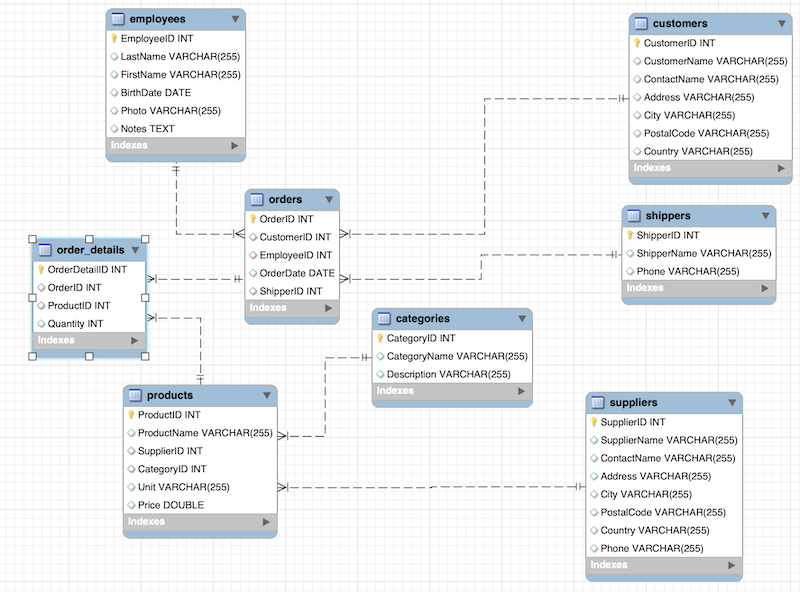 employees
EmployeeID INT
LastName VARCHAR(255)
FirstName VARCHAR(255)
BirthDate DATE
Photo VARCHAR(255)
Notes TEXT
Indexes
customers
CustomerID INT
CustomerName VARCHAR(255)
ContactName VARCHAR(255)
Address VARCHAR(255)
City VARCHAR(255)
PostalCode VARCHAR(255)
Country VARCHAR(255)
Indexes
orders
OrderID INT
CustomerID INT
EmployeeID INT
OrderDate DATE
ShipperID INT
Indexes
shippers
ShipperID INT
ShipperName VARCHAR(255)
Phone VARCHAR(255)
Indexes
order_details
OrderDetailID INT
OrderID INT
ProductID INT
Quantity INT
Indexes
categories
CategoryID INT
CategoryName VARCHAR(255)
Description VARCHAR(255)
Indexes
products
ProductID INT
ProductName VARCHAR(255)
SupplierID INT
CategoryID INT
Unit VARCHAR(255)
Price DOUBLE
Indexes
suppliers
SupplierID INT
SupplierName VARCHAR(255)
ContactName VARCHAR(255)
Address VARCHAR(255)
City VARCHAR(255)
PostalCode VARCHAR(255)
Country VARCHAR(255)
Phone VARCHAR(255)
Indexes